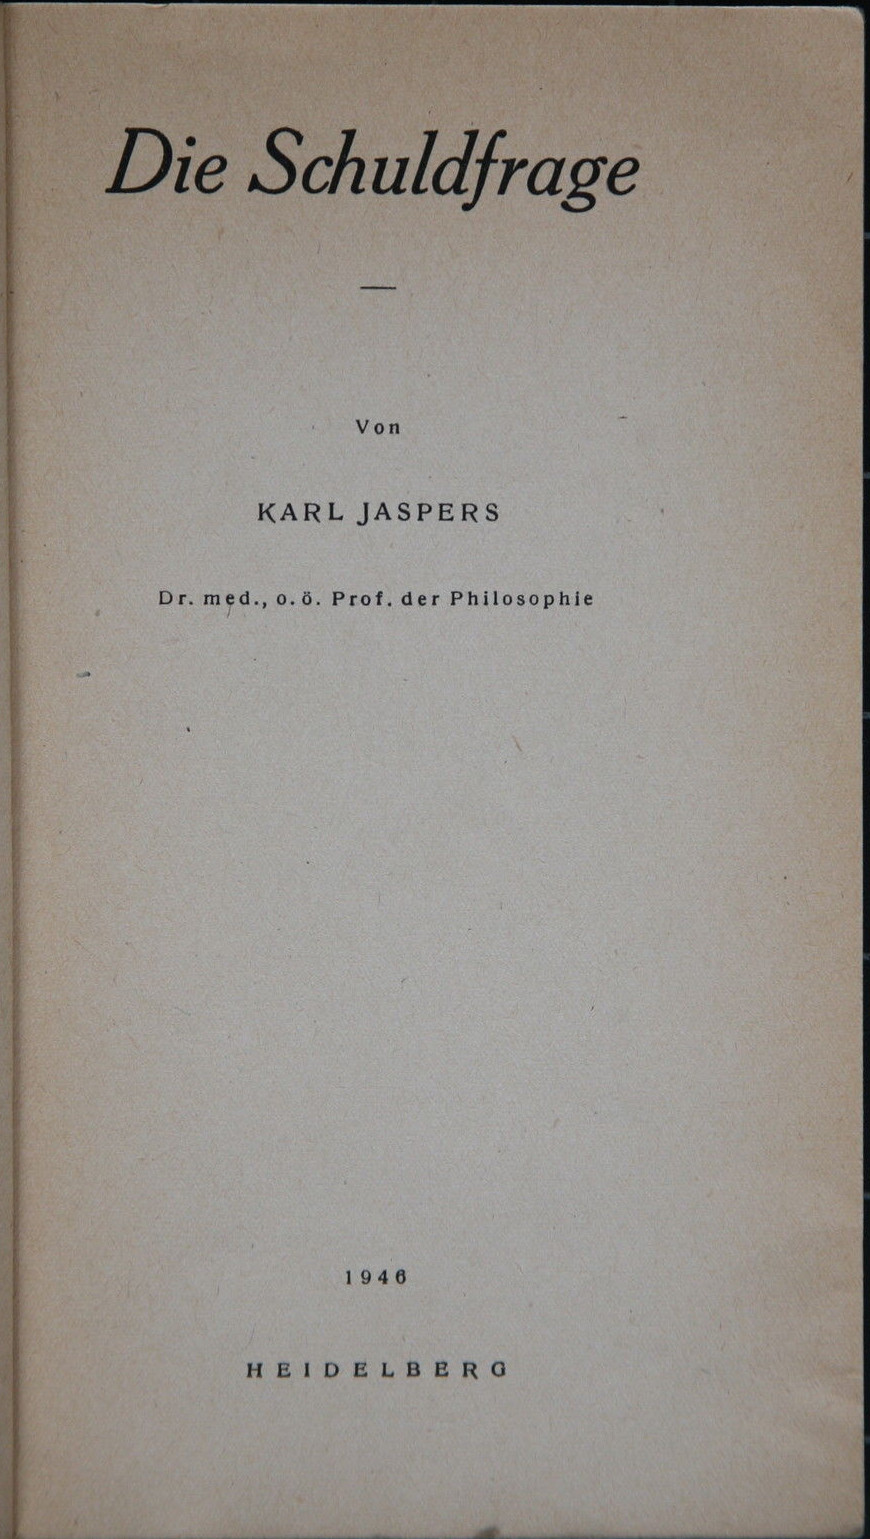 Die Schuldfrage
Von
KARL JASPERS
Dr. med., o. ö. Prof. der Philosophie
1946
HEIDELBERG